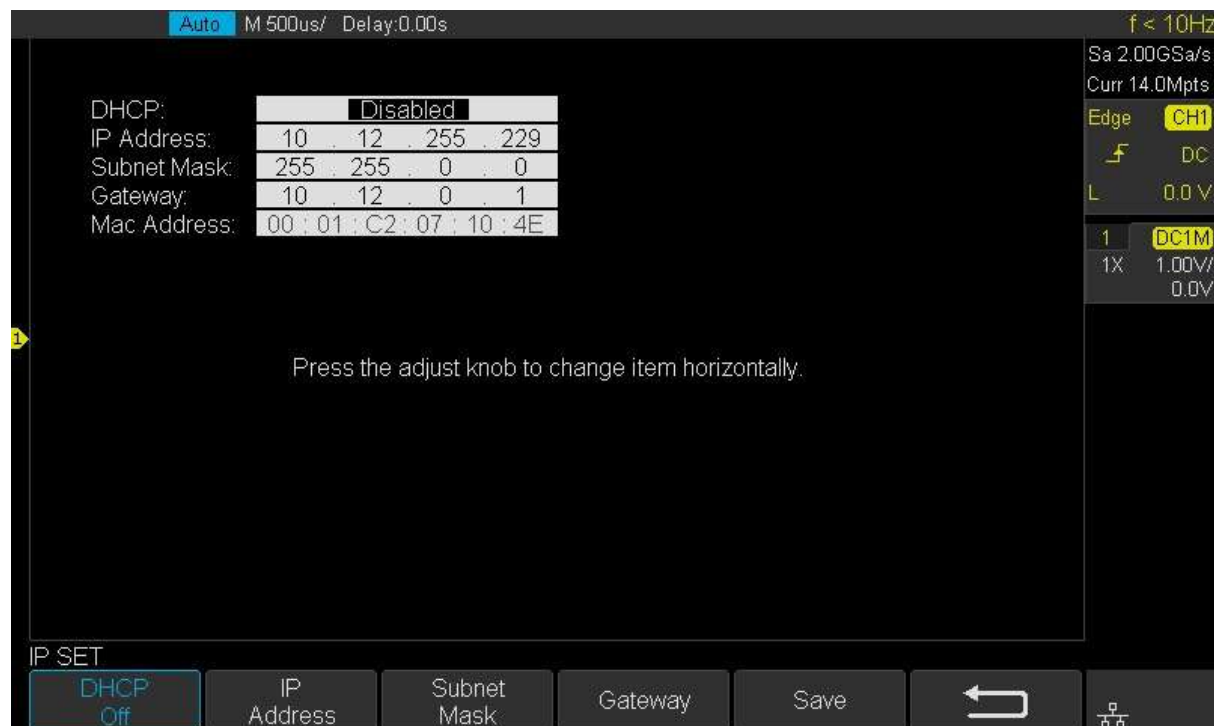 Auto M 500us/ Delay:0.00s f < 10Hz
Sa 2.00GSa/s
Curr 14.0Mpts
Edge CH1
DC
L 0.0 V
1 DC1M
1X 1.00V/
0.0V
DHCP: Disabled
IP Address: 10 . 12 . 255 . 229
Subnet Mask: 255 . 255 . 0 . 0
Gateway: 10 . 12 . 0 . 1
Mac Address: 00 : 01 : C2 : 07 : 10 : 4E
1
Press the adjust knob to change item horizontally.
IP SET
DHCP
Off
IP
Address
Subnet
Mask
Gateway
Save